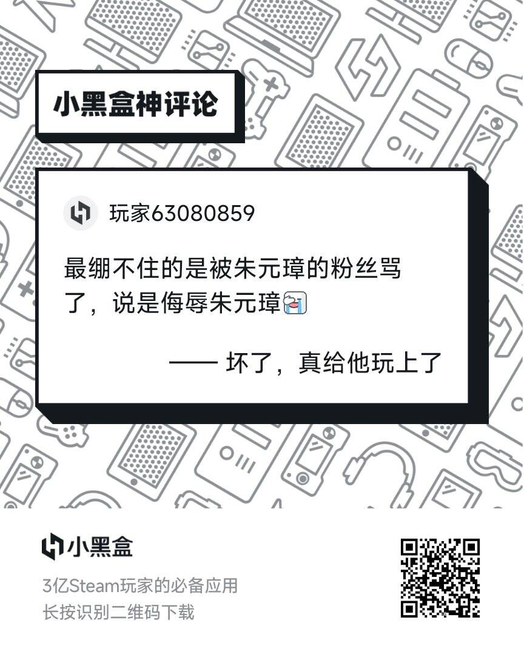 小黑盒神评论
玩家63080859
最绷不住的是被朱元璋的粉丝骂
了，说是侮辱朱元璋😭
—— 坏了，真给他玩上了
小黑盒
3亿Steam玩家的必备应用
长按识别二维码下载